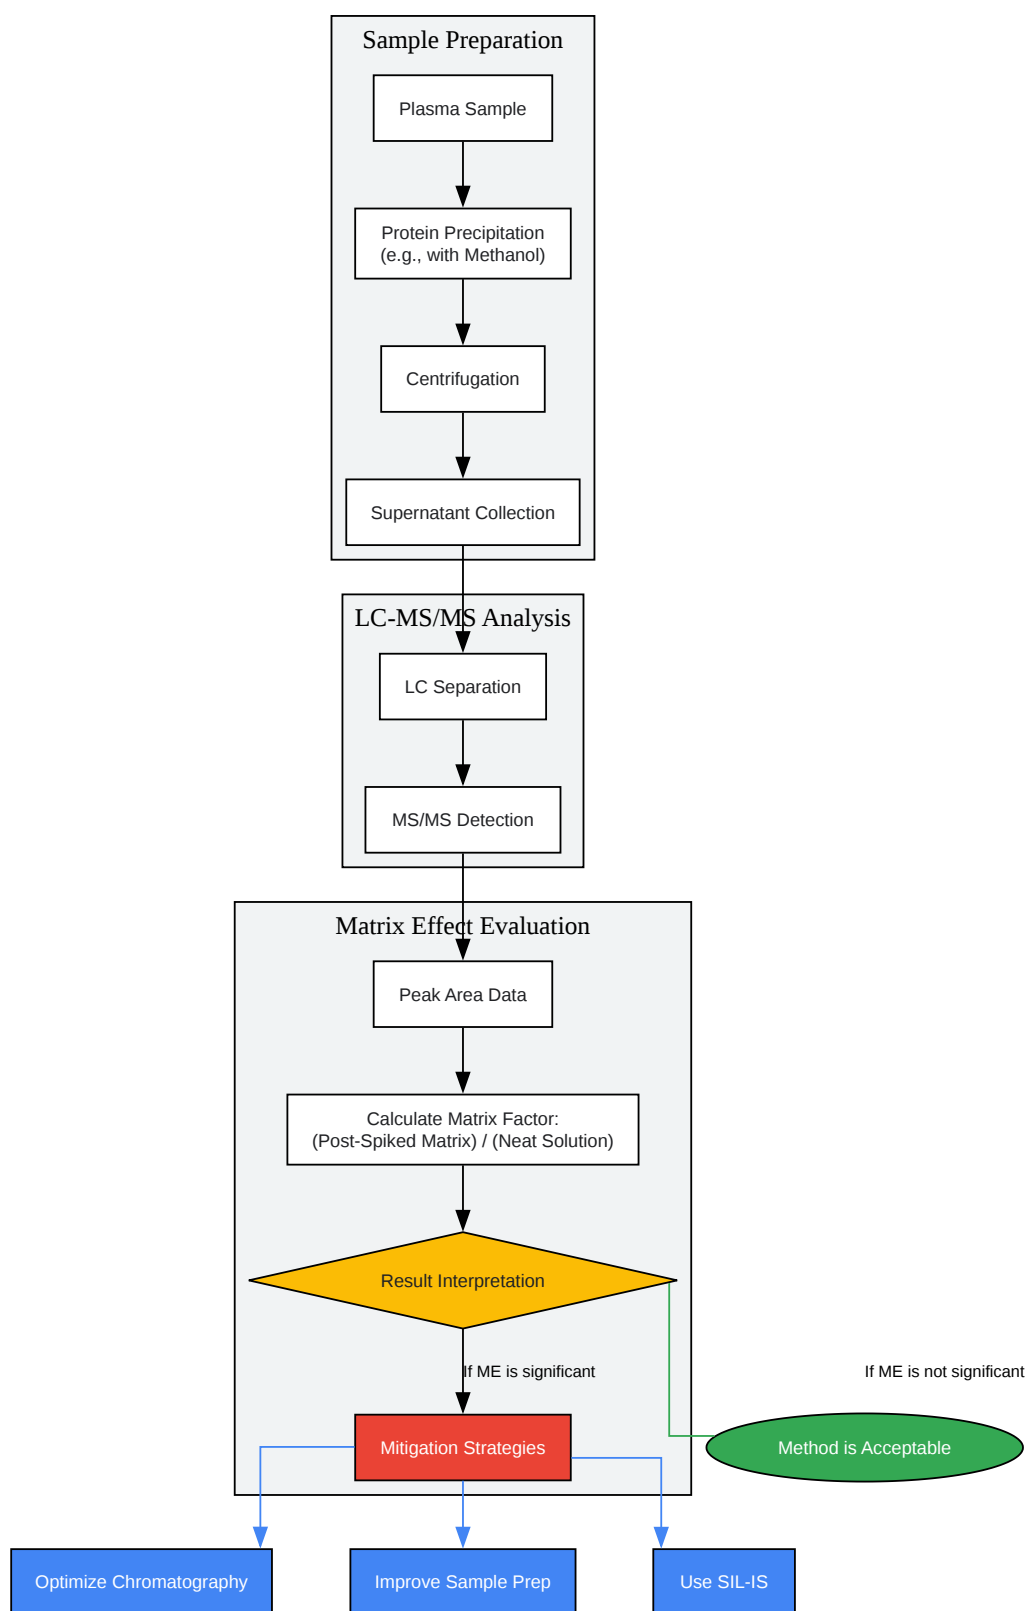 Sample Preparation
Plasma Sample
Protein Precipitation
(e.g., with Methanol)
Centrifugation
Supernatant Collection
LC-MS/MS Analysis
LC Separation
MS/MS Detection
Matrix Effect Evaluation
Peak Area Data
Calculate Matrix Factor:
(Post-Spiked Matrix) / (Neat Solution)
Result Interpretation
If ME is significant
If ME is not significant
Mitigation Strategies
Method is Acceptable
Optimize Chromatography
Improve Sample Prep
Use SIL-IS